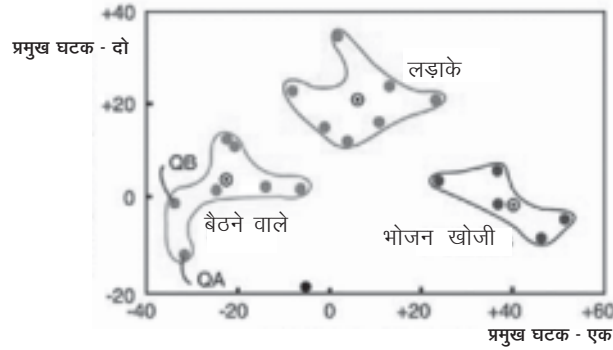 +40
प्रमुख घटक - दो
लड़ाके
+20
QB
0
बैठने वाले
भोजन खोजी
QA
-20
-40 -20 0 +20 +40 +60
प्रमुख घटक - एक